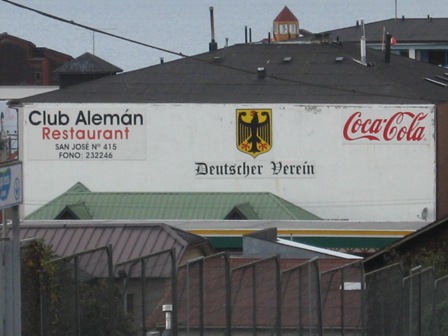 Club Alemán
Restaurant
SAN JOSÉ Nº 415
FONO: 232246
Deutscher Verein
Coca-Cola